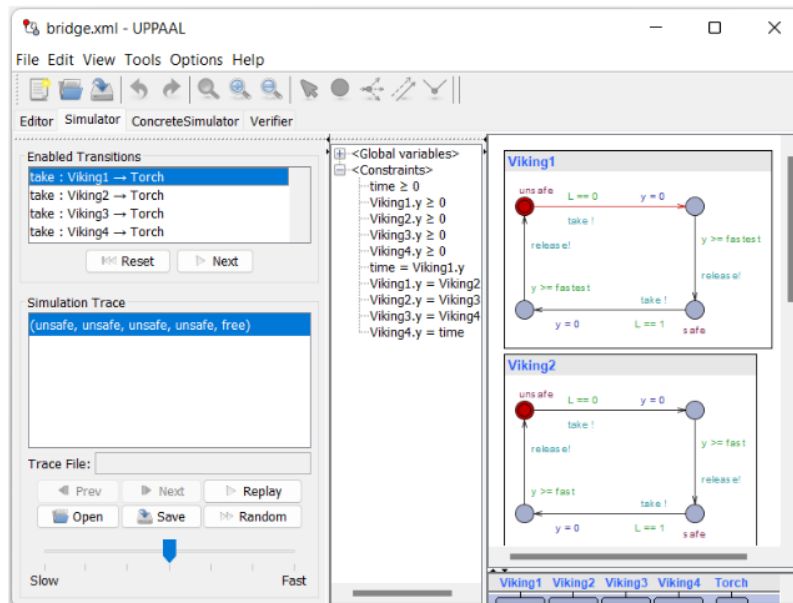 bridge.xml - UPPAAL
File Edit View Tools Options Help
Editor Simulator ConcreteSimulator Verifier
Enabled Transitions
take : Viking1 → Torch
take : Viking2 → Torch
take : Viking3 → Torch
take : Viking4 → Torch
Reset Next
Simulation Trace
(unsafe, unsafe, unsafe, unsafe, free)
Trace File:
Prev Next Replay
Open Save Random
Slow Fast
<Global variables>
<Constraints>
time ≥ 0
Viking1.y ≥ 0
Viking2.y ≥ 0
Viking3.y ≥ 0
Viking4.y ≥ 0
time = Viking1.y
Viking1.y = Viking2
Viking2.y = Viking3
Viking3.y = Viking4
Viking4.y = time
Viking1
unsafe L == 0 y = 0
take !
release! y >= fastest
y >= fastest release!
take !
y = 0 L == 1 safe
Viking2
unsafe L == 0 y = 0
take !
release! y >= fast
y >= fast release!
take !
y = 0 L == 1 safe
Viking1 Viking2 Viking3 Viking4 Torch